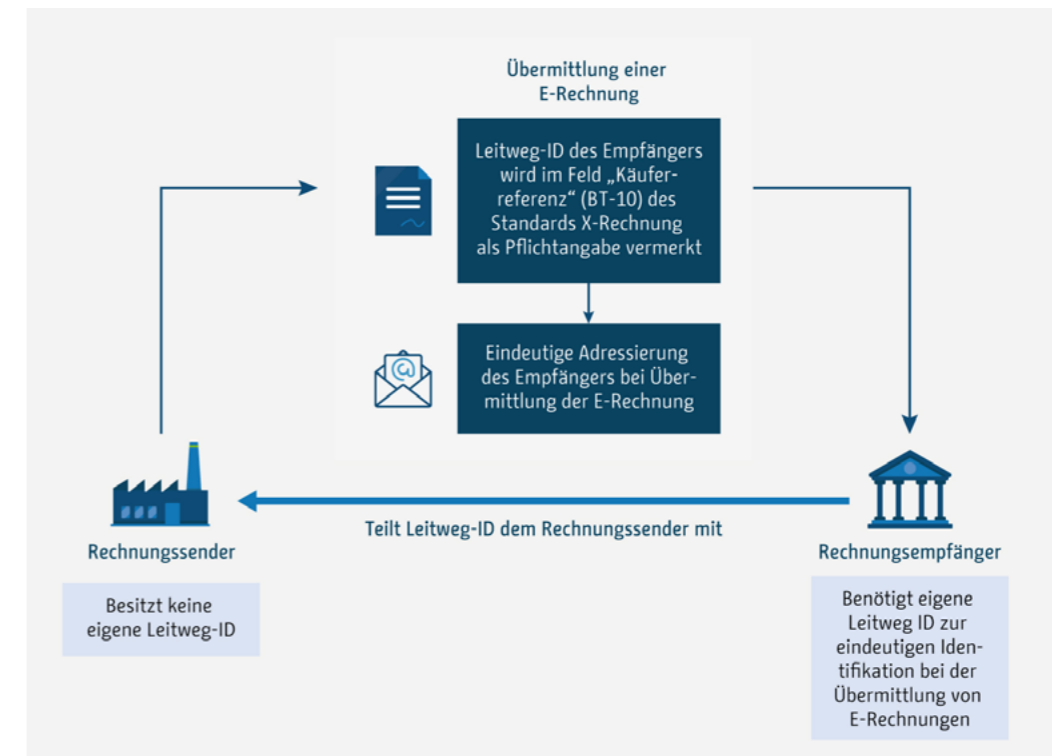 Übermittlung einer
E-Rechnung
Leitweg-ID des Empfängers
wird im Feld „Käufer-
referenz“ (BT-10) des
Standards X-Rechnung
als Pflichtangabe vermerkt
Eindeutige Adressierung
des Empfängers bei Über-
mittlung der E-Rechnung
Teilt Leitweg-ID dem Rechnungssender mit
Rechnungssender
Besitzt keine
eigene Leitweg-ID
Rechnungsempfänger
Benötigt eigene
Leitweg ID zur
eindeutigen Iden-
tifikation bei der
Übermittlung von
E-Rechnungen